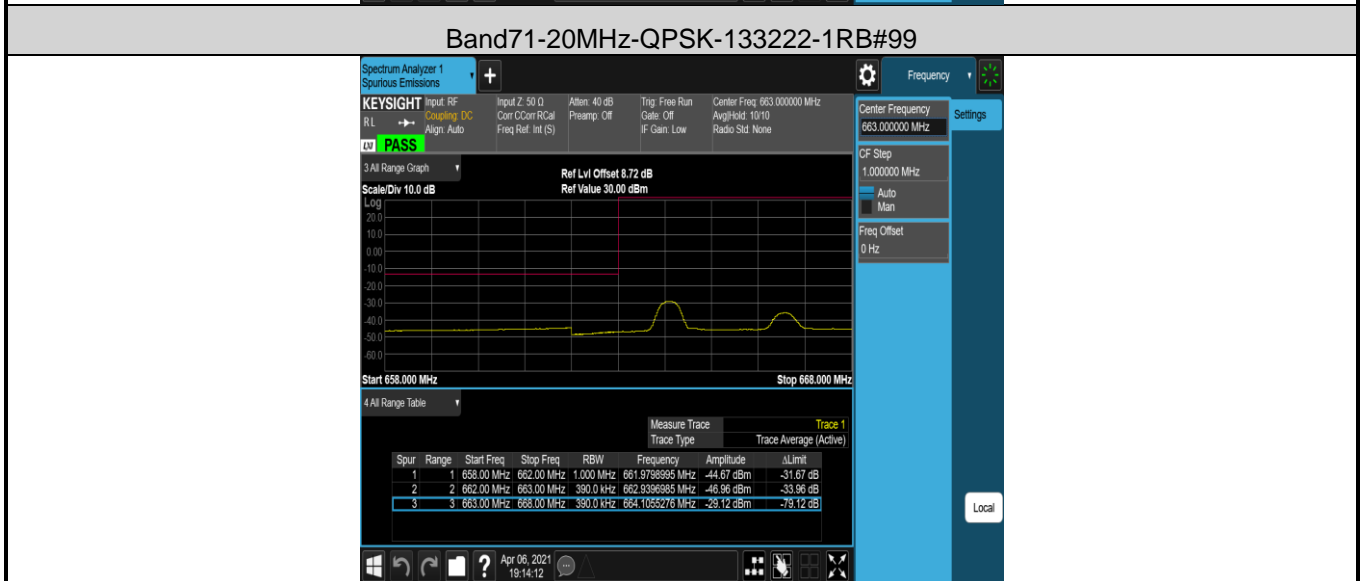 Band71-20MHz-QPSK-133222-1RB#99
Spectrum Analyzer 1
Spurious Emissions
+
Frequency
KEYSIGHT
RL
LXI
PASS
Input: RF
Coupling: DC
Align: Auto
Input Z: 50 Ω
Corr CCorr RCal
Freq Ref: Int (S)
Atten: 40 dB
Preamp: Off
Trig: Free Run
Gate: Off
IF Gain: Low
Center Freq: 663.000000 MHz
Avg|Hold: 10/10
Radio Std: None
Center Frequency
663.000000 MHz
Settings
CF Step
1.000000 MHz
Auto
Man
Freq Offset
0 Hz
3 All Range Graph
Ref Lvl Offset 8.72 dB
Scale/Div 10.0 dB
Ref Value 30.00 dBm
Log
20.0
10.0
0.00
-10.0
-20.0
-30.0
-40.0
-50.0
-60.0
Start 658.000 MHz
Stop 668.000 MHz
4 All Range Table
Measure Trace Trace 1
Trace Type Trace Average (Active)
Spur Range Start Freq Stop Freq RBW Frequency Amplitude ΔLimit
1 1 658.00 MHz 662.00 MHz 1.000 MHz 661.9798995 MHz -44.67 dBm -31.67 dB
2 2 662.00 MHz 663.00 MHz 390.0 kHz 662.9396985 MHz -46.96 dBm -33.96 dB
3 3 663.00 MHz 668.00 MHz 390.0 kHz 664.1055276 MHz -29.12 dBm -79.12 dB
Local
?
Apr 06, 2021
19:14:12